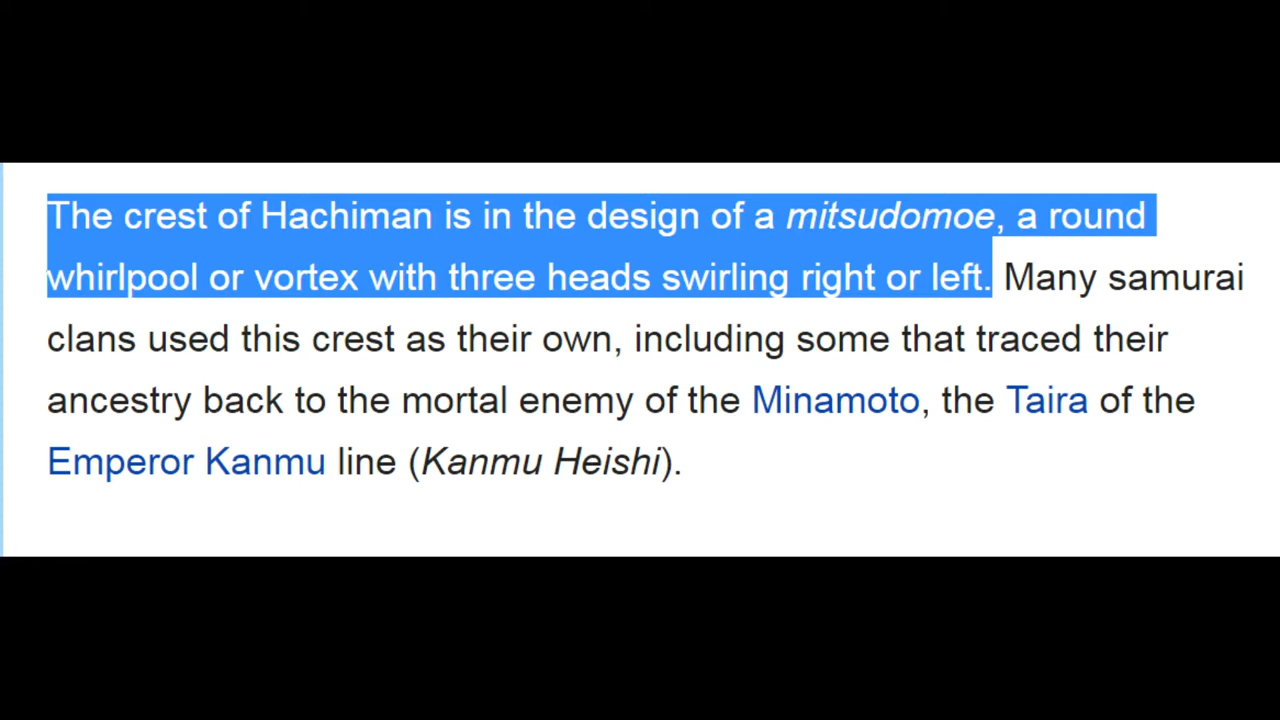 The crest of Hachiman is in the design of a mitsudomoe, a round
whirlpool or vortex with three heads swirling right or left. Many samurai
clans used this crest as their own, including some that traced their
ancestry back to the mortal enemy of the Minamoto, the Taira of the
Emperor Kanmu line (Kanmu Heishi).